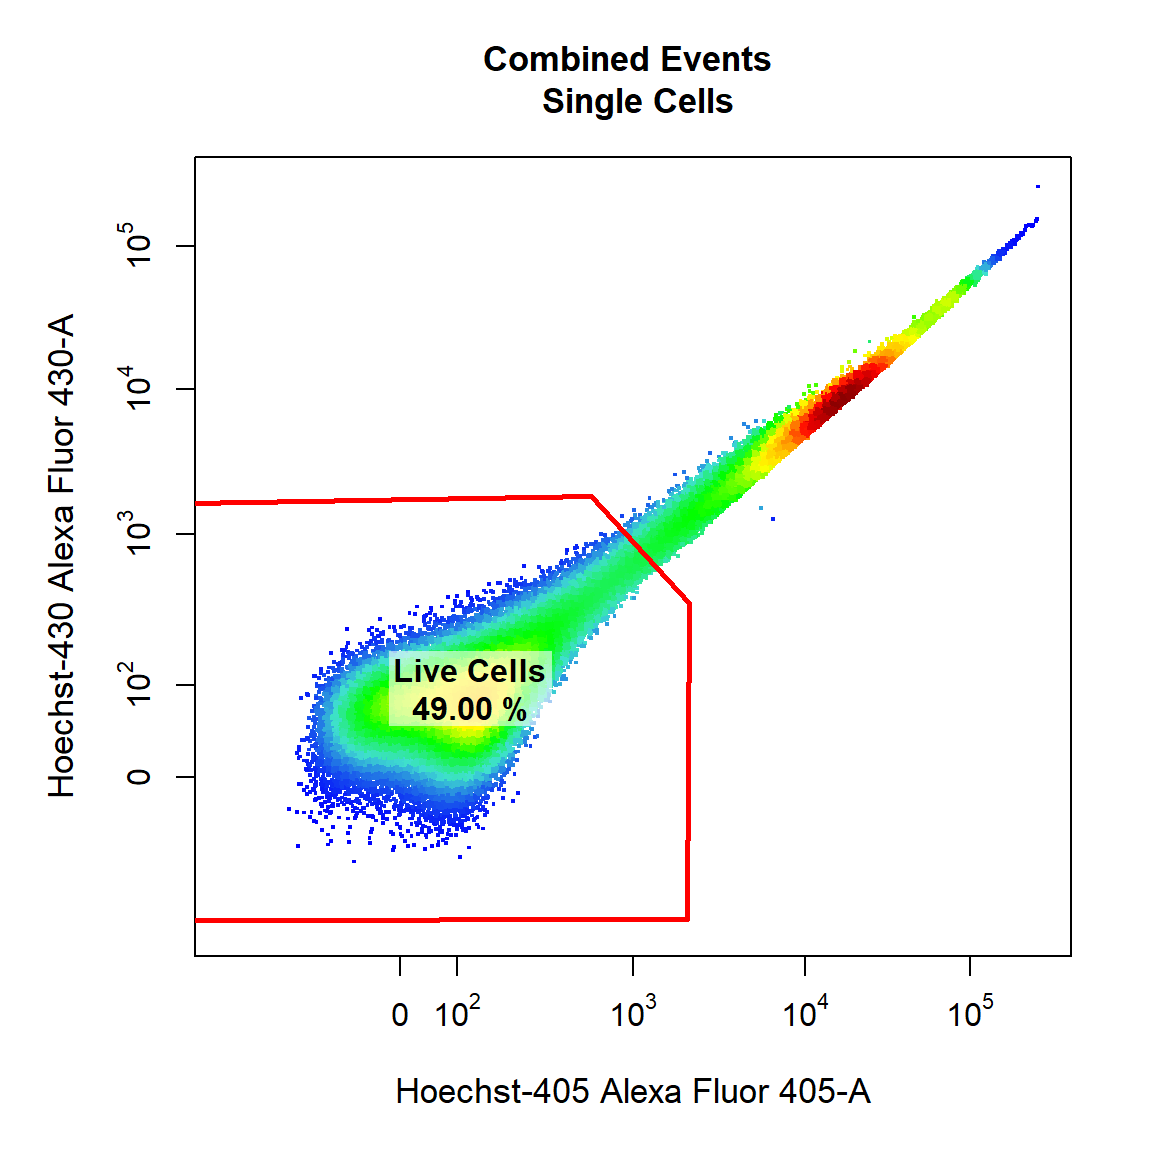 Combined Events
Single Cells
Hoechst-430 Alexa Fluor 430-A
10^5
10^4
10^3
10^2
0
Live Cells
49.00 %
0 10^2 10^3 10^4 10^5
Hoechst-405 Alexa Fluor 405-A